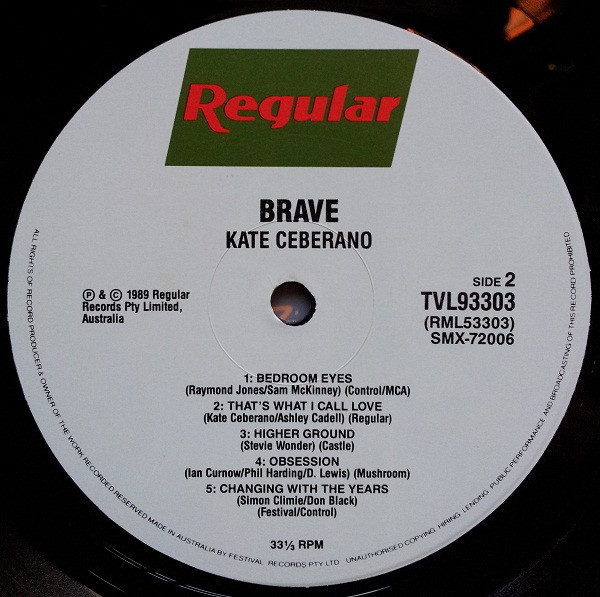 Regular
BRAVE
KATE CEBERANO
Ⓟ & © 1989 Regular
Records Pty Limited,
Australia
SIDE 2
TVL93303
(RML53303)
SMX-72006
1: BEDROOM EYES
(Raymond Jones/Sam McKinney) (Control/MCA)
2: THAT'S WHAT I CALL LOVE
(Kate Ceberano/Ashley Cadell) (Regular)
3: HIGHER GROUND
(Stevie Wonder) (Castle)
4: OBSESSION
(Ian Curnow/Phil Harding/D. Lewis) (Mushroom)
5: CHANGING WITH THE YEARS
(Simon Climie/Don Black)
(Festival/Control)
33⅓ RPM
ALL RIGHTS OF RECORD PRODUCER & OWNER OF THE WORK RECORDED RESERVED MADE IN AUSTRALIA BY FESTIVAL RECORDS PTY LTD UNAUTHORISED COPYING, HIRING, LENDING, PUBLIC PERFORMANCE AND BROADCASTING OF THIS RECORD PROHIBITED